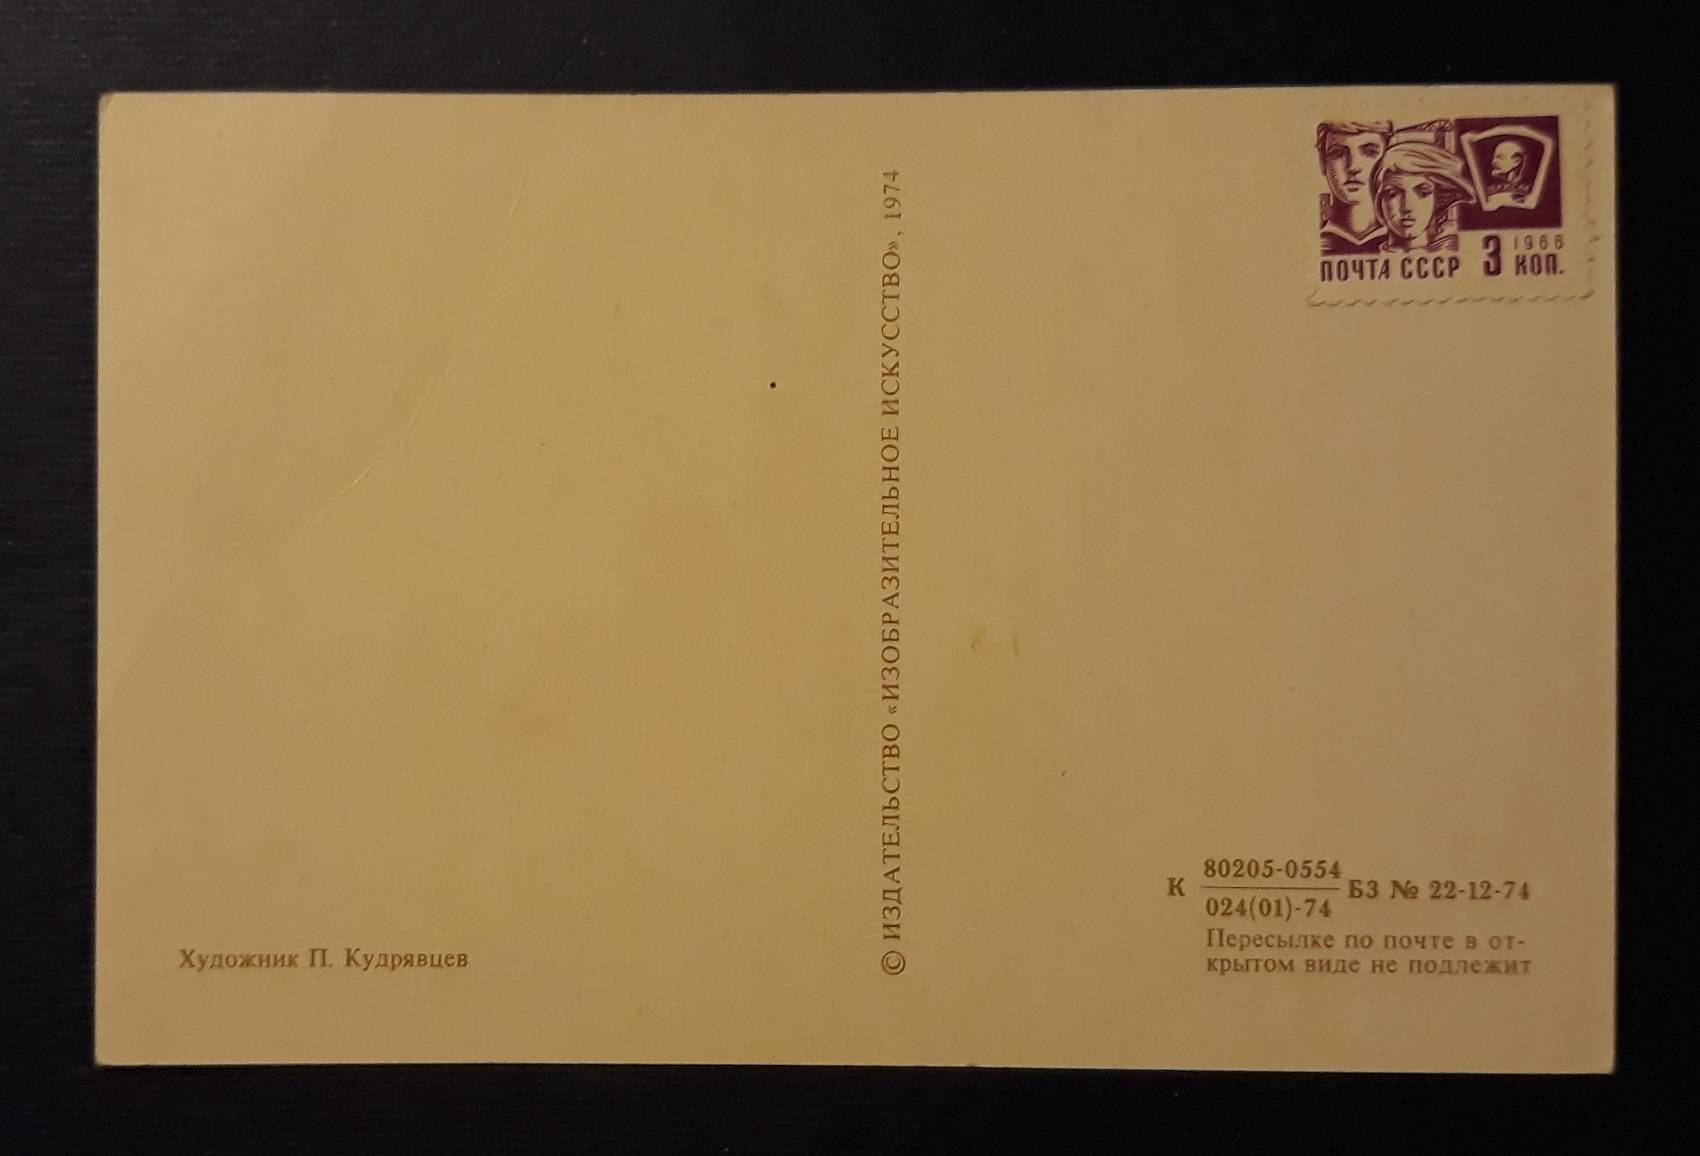 1966
ПОЧТА СССР 3 КОП.
© ИЗДАТЕЛЬСТВО «ИЗОБРАЗИТЕЛЬНОЕ ИСКУССТВО», 1974
Художник П. Кудрявцев
80205-0554
К БЗ № 22-12-74
024(01)-74
Пересылке по почте в от-
крытом виде не подлежит